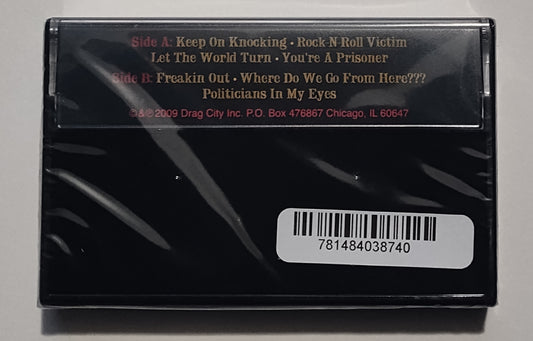 Side A: Keep On Knocking • Rock-N-Roll Victim
Let The World Turn • You're A Prisoner
Side B: Freakin Out • Where Do We Go From Here???
Politicians In My Eyes
©&℗2009 Drag City Inc. P.O. Box 476867 Chicago, IL 60647
781484038740